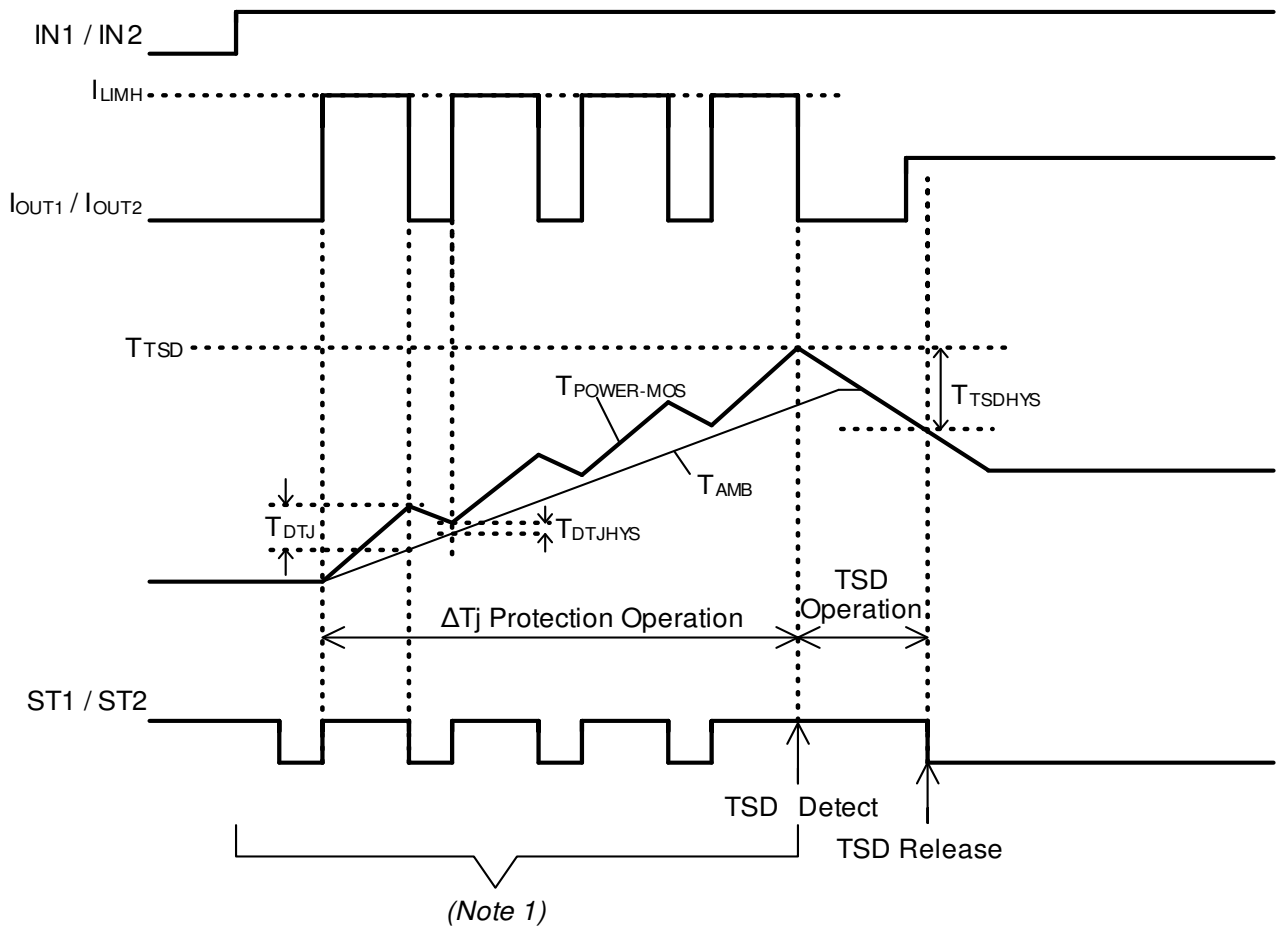 IN1 / IN2
ILIMH
IOUT1 / IOUT2
TTSD
TPOWER-MOS
TTSDHYS
TAMB
TDTJ
TDTJHYS
ΔTj Protection Operation
TSD
Operation
ST1 / ST2
TSD Detect
TSD Release
(Note 1)